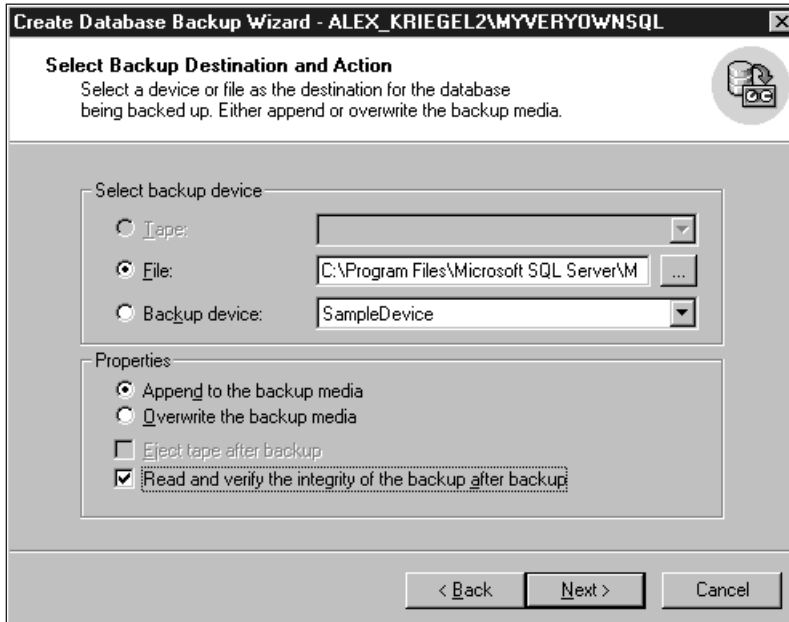 Create Database Backup Wizard - ALEX_KRIEGEL2\MYVERYOWNSQL
Select Backup Destination and Action
Select a device or file as the destination for the database
being backed up. Either append or overwrite the backup media.
Select backup device
Tape:
File: C:\Program Files\Microsoft SQL Server\M ...
Backup device: SampleDevice
Properties
Append to the backup media
Overwrite the backup media
Eject tape after backup
Read and verify the integrity of the backup after backup
< Back Next > Cancel